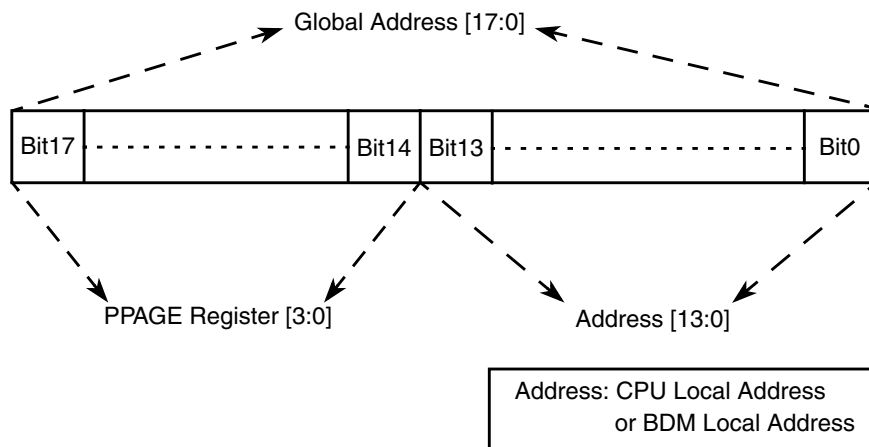 Global Address [17:0]
Bit17
Bit14
Bit13
Bit0
PPAGE Register [3:0]
Address [13:0]
Address: CPU Local Address
or BDM Local Address